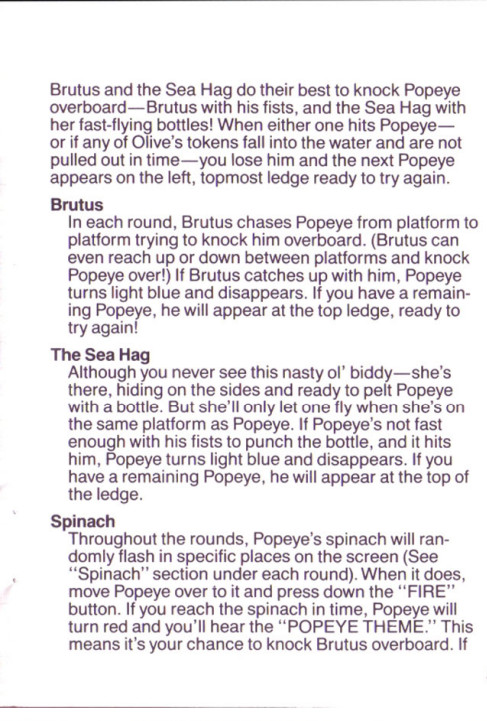 Brutus and the Sea Hag do their best to knock Popeye
overboard—Brutus with his fists, and the Sea Hag with
her fast-flying bottles! When either one hits Popeye—
or if any of Olive's tokens fall into the water and are not
pulled out in time—you lose him and the next Popeye
appears on the left, topmost ledge ready to try again.
Brutus
In each round, Brutus chases Popeye from platform to
platform trying to knock him overboard. (Brutus can
even reach up or down between platforms and knock
Popeye over!) If Brutus catches up with him, Popeye
turns light blue and disappears. If you have a remain-
ing Popeye, he will appear at the top ledge, ready to
try again!
The Sea Hag
Although you never see this nasty ol' biddy—she's
there, hiding on the sides and ready to pelt Popeye
with a bottle. But she'll only let one fly when she's on
the same platform as Popeye. If Popeye's not fast
enough with his fists to punch the bottle, and it hits
him, Popeye turns light blue and disappears. If you
have a remaining Popeye, he will appear at the top of
the ledge.
Spinach
Throughout the rounds, Popeye's spinach will ran-
domly flash in specific places on the screen (See
"Spinach" section under each round). When it does,
move Popeye over to it and press down the "FIRE"
button. If you reach the spinach in time, Popeye will
turn red and you'll hear the "POPEYE THEME." This
means it's your chance to knock Brutus overboard. If